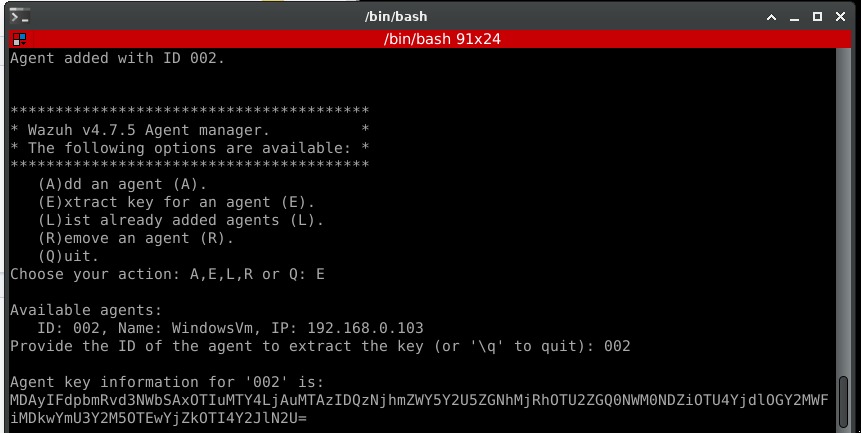 /bin/bash
/bin/bash 91x24
Agent added with ID 002.
****************************************
* Wazuh v4.7.5 Agent manager.          *
* The following options are available: *
****************************************
(A)dd an agent (A).
(E)xtract key for an agent (E).
(L)ist already added agents (L).
(R)emove an agent (R).
(Q)uit.
Choose your action: A,E,L,R or Q: E
Available agents:
ID: 002, Name: WindowsVm, IP: 192.168.0.103
Provide the ID of the agent to extract the key (or '\q' to quit): 002
Agent key information for '002' is:
MDAyIFdpbmRvd3NWbSAxOTIuMTY4LjAuMTAzIDQzNjhmZWY5Y2U5ZGNhMjRhOTU2ZGQ0NWM0NDZiOTU4YjdlOGY2MWF
iMDkwYmU3Y2M5OTEwYjZkOTI4Y2JlN2U=